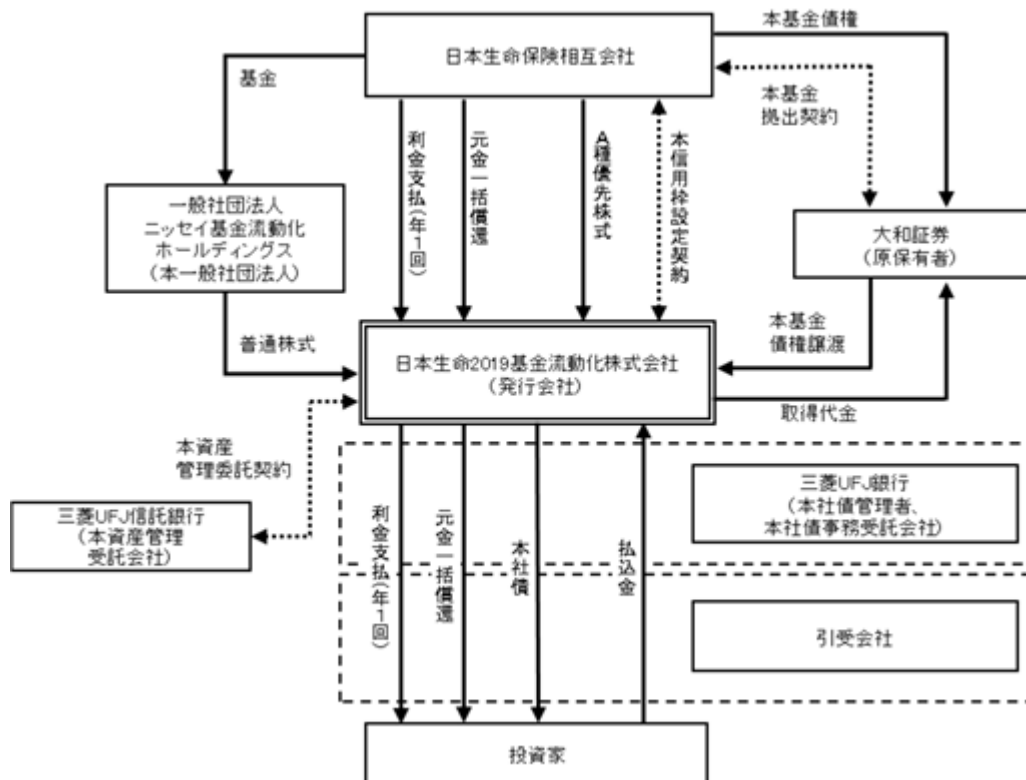 日本生命保険相互会社
本基金債権
基金
本基金
拠出契約
利金支払(年1回)
元金一括償還
A種優先株式
本信用枠設定契約
一般社団法人
ニッセイ基金流動化
ホールディングス
(本一般社団法人)
大和証券
(原保有者)
普通株式
本基金
債権譲渡
日本生命2019基金流動化株式会社
(発行会社)
取得代金
本資産
管理委託契約
三菱UFJ信託銀行
(本資産管理
受託会社)
三菱UFJ銀行
(本社債管理者、
本社債事務受託会社)
利金支払(年1回)
元金一括償還
本社債
払込金
引受会社
投資家